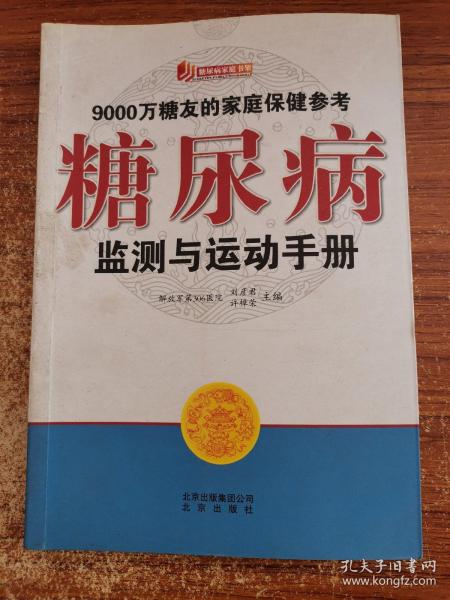 糖尿病家庭书架
9000万糖友的家庭保健参考
糖尿病
监测与运动手册
解放军第306医院 刘彦君 许樟荣 主编
北京出版集团公司
北京出版社
孔夫子旧书网
www.kongfz.com